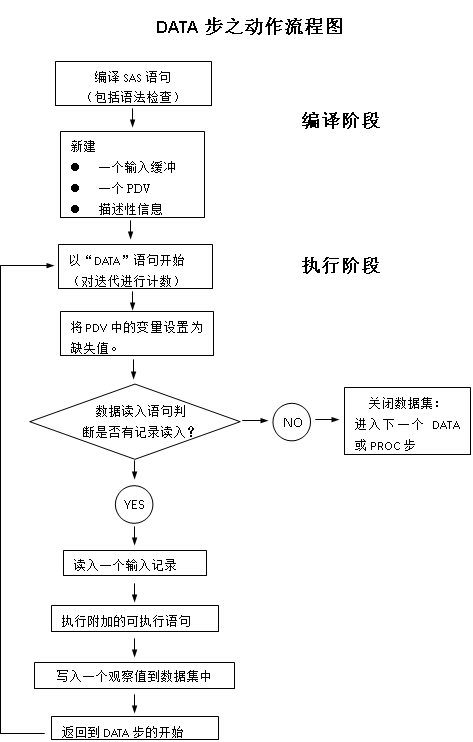 DATA 步之动作流程图
编译 SAS 语句
（包括语法检查）
编译阶段
新建
● 一个输入缓冲
● 一个 PDV
● 描述性信息
以“DATA”语句开始
（对迭代进行计数）
执行阶段
将 PDV 中的变量设置为
缺失值。
数据读入语句判
断是否有记录读入？
NO
关闭数据集：
进入下一个 DATA
或 PROC 步
YES
读入一个输入记录
执行附加的可执行语句
写入一个观察值到数据集中
返回到 DATA 步的开始